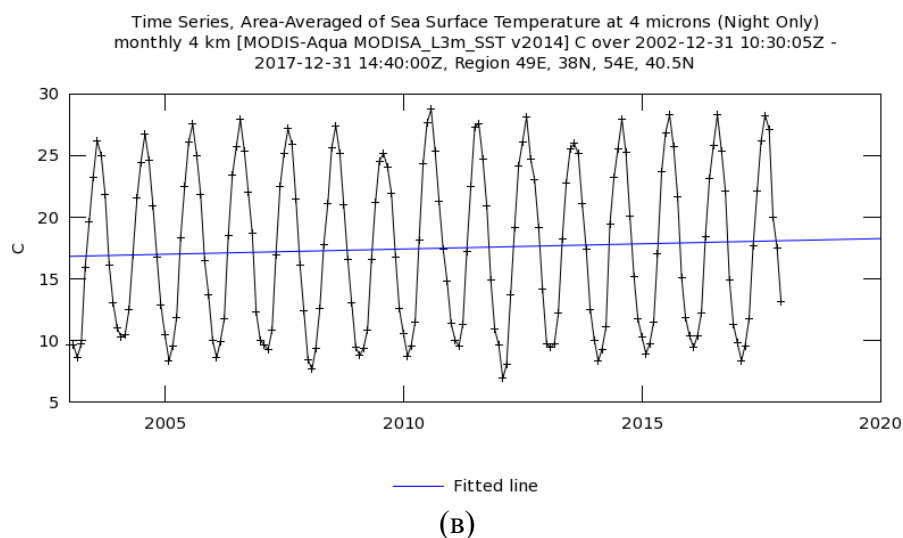 Time Series, Area-Averaged of Sea Surface Temperature at 4 microns (Night Only)
monthly 4 km [MODIS-Aqua MODISA_L3m_SST v2014] C over 2002-12-31 10:30:05Z -
2017-12-31 14:40:00Z, Region 49E, 38N, 54E, 40.5N
30
25
20
C
15
10
5
2005 2010 2015 2020
Fitted line
(в)